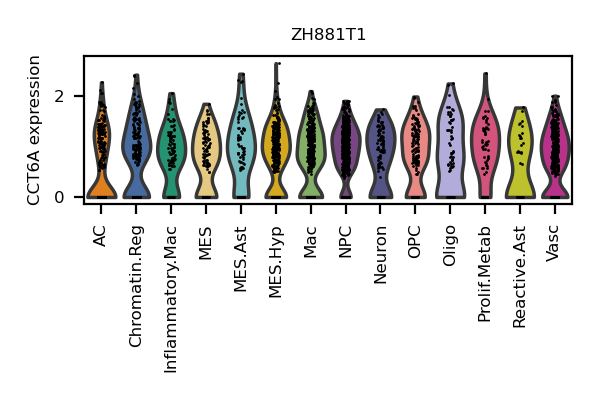 ZH881T1
CCT6A expression
2
0
AC
Chromatin.Reg
Inflammatory.Mac
MES
MES.Ast
MES.Hyp
Mac
NPC
Neuron
OPC
Oligo
Prolif.Metab
Reactive.Ast
Vasc